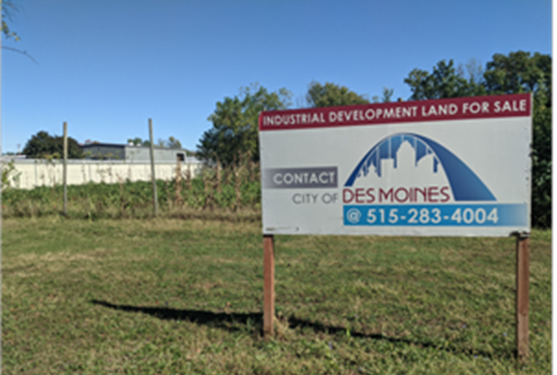 INDUSTRIAL DEVELOPMENT LAND FOR SALE
CONTACT
CITY OF DES MOINES
@ 515-283-4004